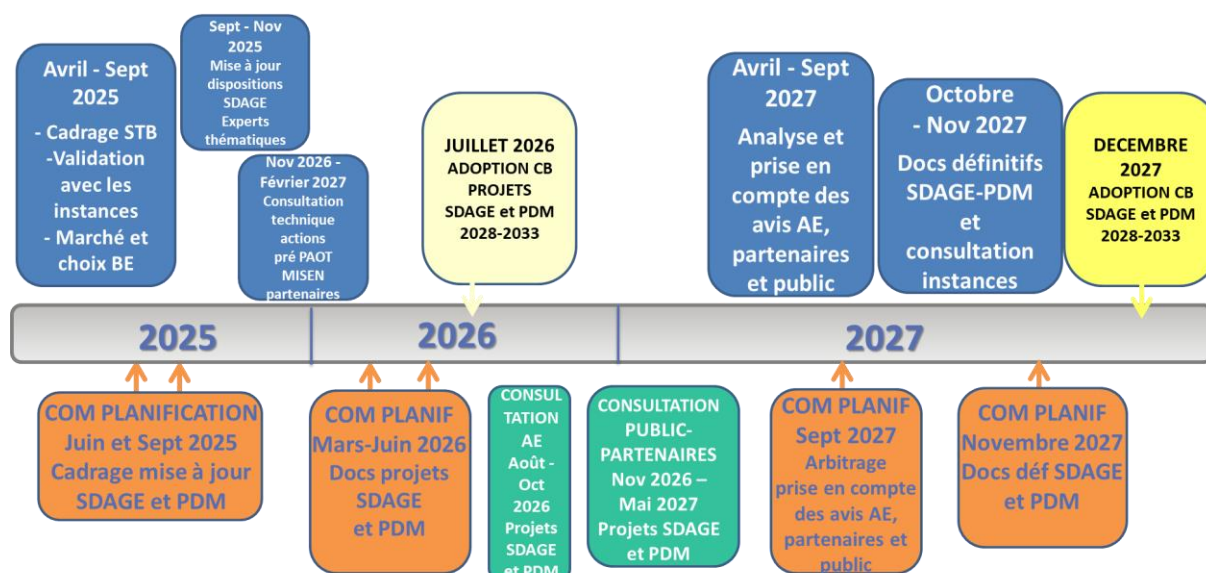 Avril - Sept
2025
- Cadrage STB
-Validation
avec les
instances
- Marché et
choix BE
Sept - Nov
2025
Mise à jour
dispositions
SDAGE
Experts
thématiques
Nov 2026 -
Février 2027
Consultation
technique
actions
pré PAOT
MISEN
partenaires
JUILLET 2026
ADOPTION CB
PROJETS
SDAGE et PDM
2028-2033
Avril - Sept
2027
Analyse et
prise en
compte des
avis AE,
partenaires
et public
Octobre
- Nov 2027
Docs définitifs
SDAGE-PDM
et
consultation
instances
DECEMBRE
2027
ADOPTION CB
SDAGE et PDM
2028-2033
2025
2026
2027
COM PLANIFICATION
Juin et Sept 2025
Cadrage mise à jour
SDAGE et PDM
COM PLANIF
Mars-Juin 2026
Docs projets
SDAGE
et PDM
CONSUL
TATION
AE
Août -
Oct
2026
Projets
SDAGE
et PDM
CONSULTATION
PUBLIC-
PARTENAIRES
Nov 2026 –
Mai 2027
Projets SDAGE
et PDM
COM PLANIF
Sept 2027
Arbitrage
prise en compte
des avis AE,
partenaires et
public
COM PLANIF
Novembre 2027
Docs déf SDAGE
et PDM